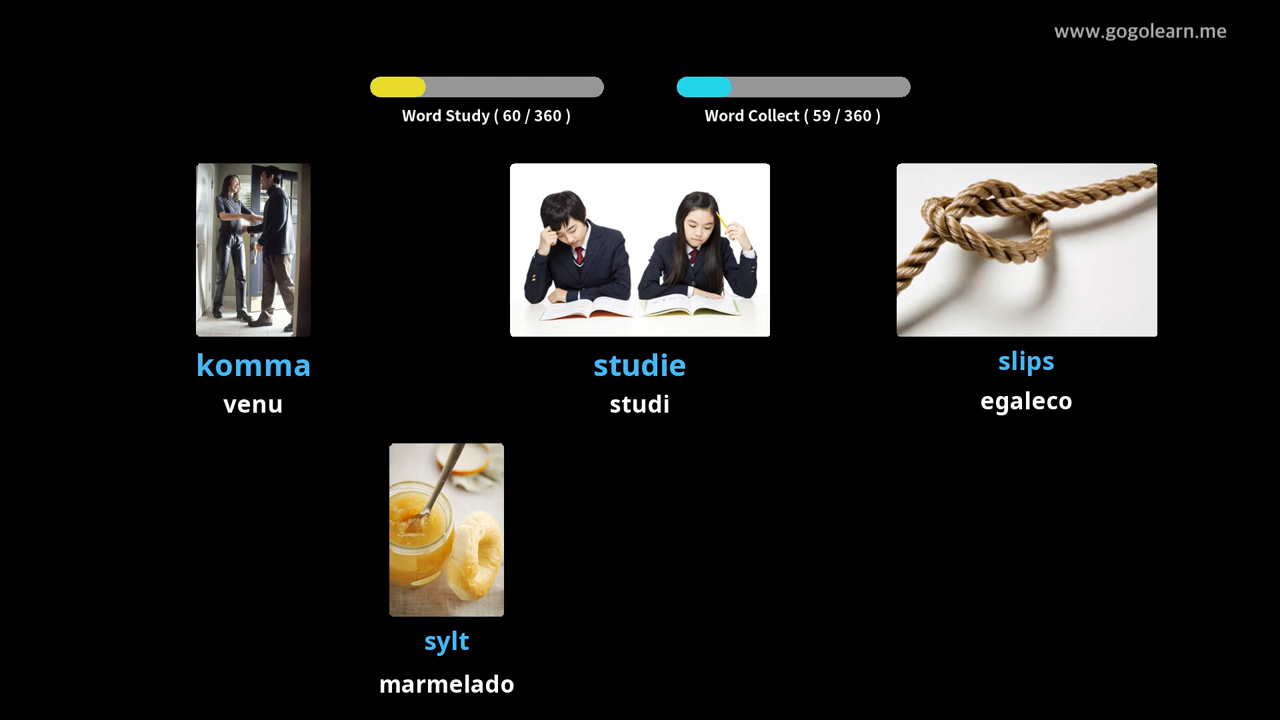 www.gogolearn.me
Word Study ( 60 / 360 )
Word Collect ( 59 / 360 )
komma
venu
studie
studi
slips
egaleco
sylt
marmelado